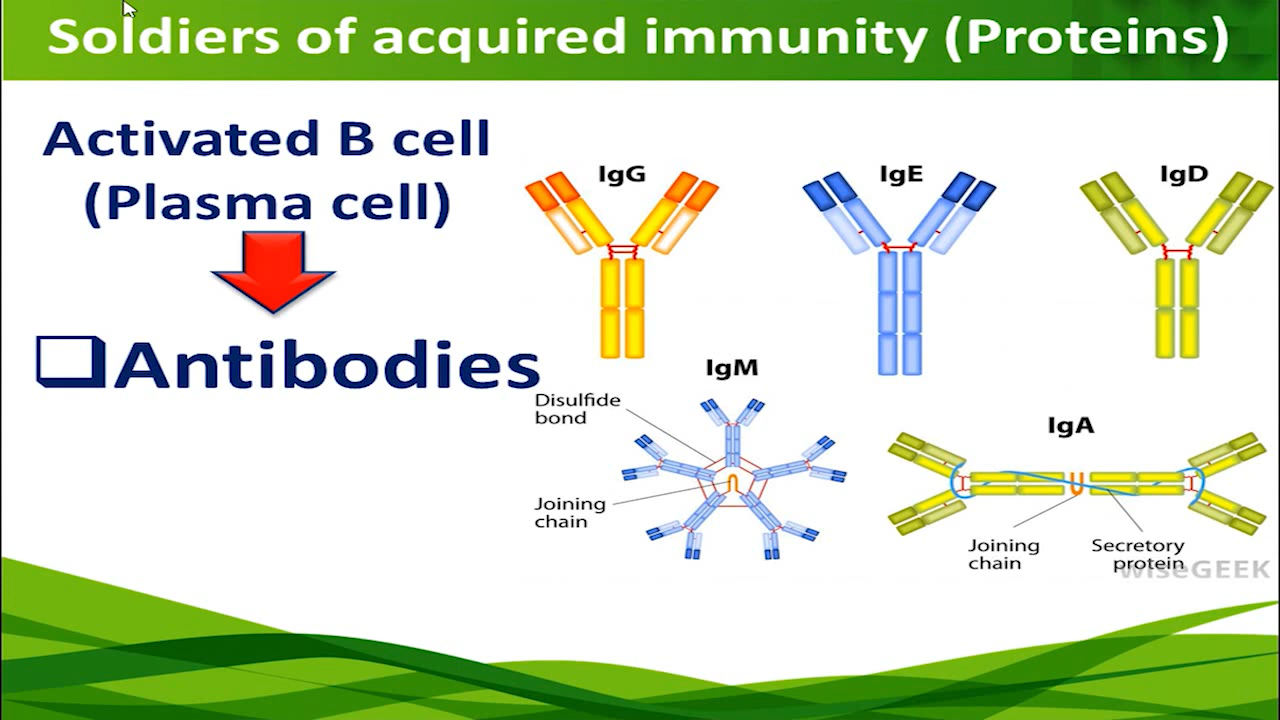 Soldiers of acquired immunity (Proteins)
Activated B cell
(Plasma cell)
Antibodies
IgG
IgE
IgD
IgM
Disulfide
bond
Joining
chain
IgA
Joining
chain
Secretory
protein
wiseGEEK